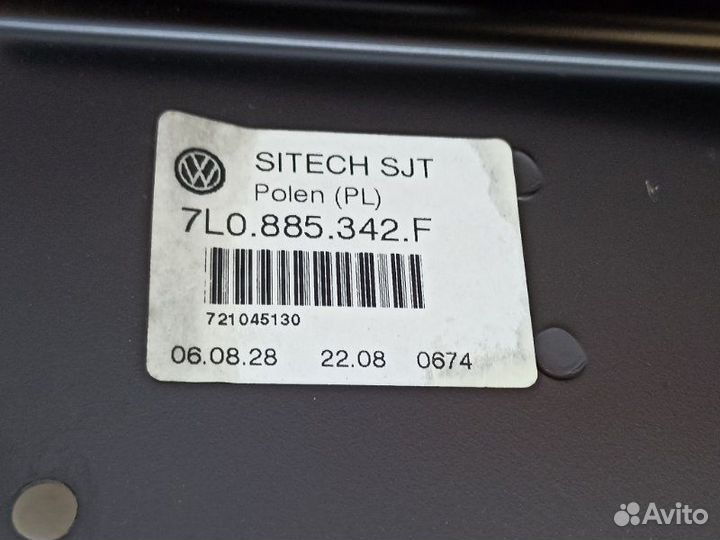 SITECH SJT
Polen (PL)
7L0.885.342.F
721045130
06.08.28 22.08 0674
Avito